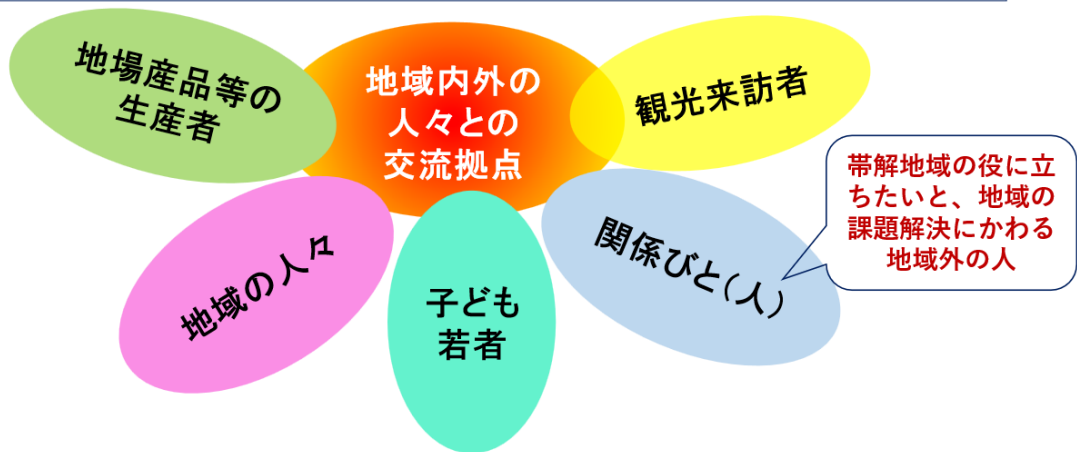 地場産品等の
生産者
地域内外の
人々との
交流拠点
観光来訪者
帯解地域の役に立
ちたいと、地域の
課題解決にかわる
地域外の人
関係びと(人)
地域の人々
子ども
若者